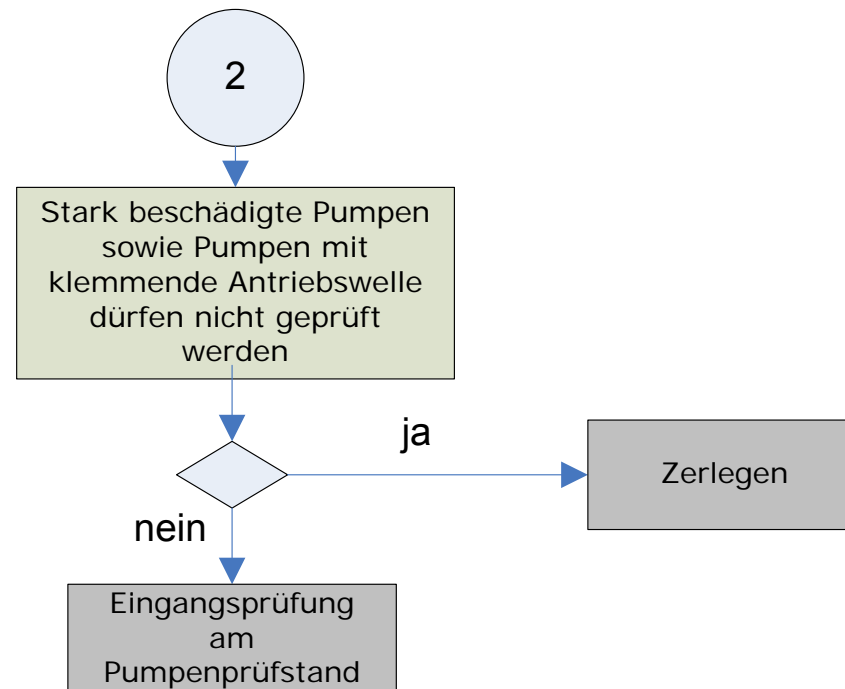 2
Stark beschädigte Pumpen
sowie Pumpen mit
klemmende Antriebswelle
dürfen nicht geprüft
werden
ja
Zerlegen
nein
Eingangsprüfung
am
Pumpenprüfstand